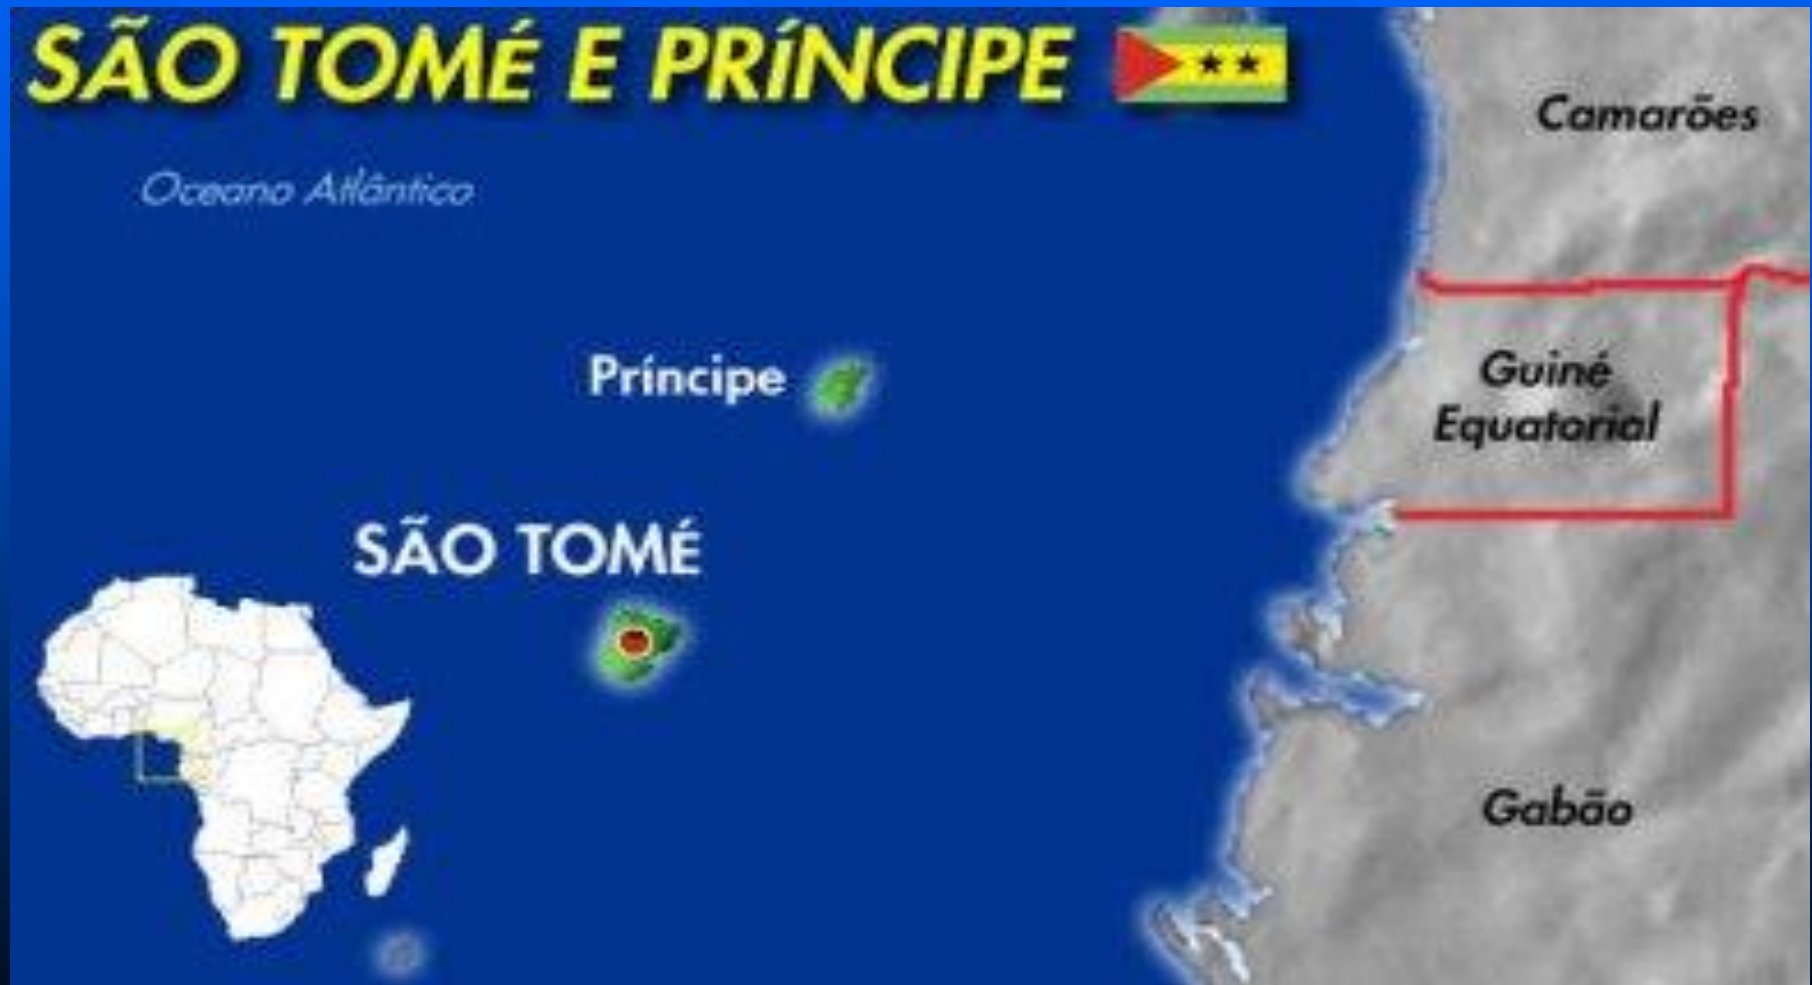 SÃO TOMÉ E PRÍNCIPE
Camarões
Oceano Atlântico
Príncipe
Guiné
Equatorial
SÃO TOMÉ
Gabão